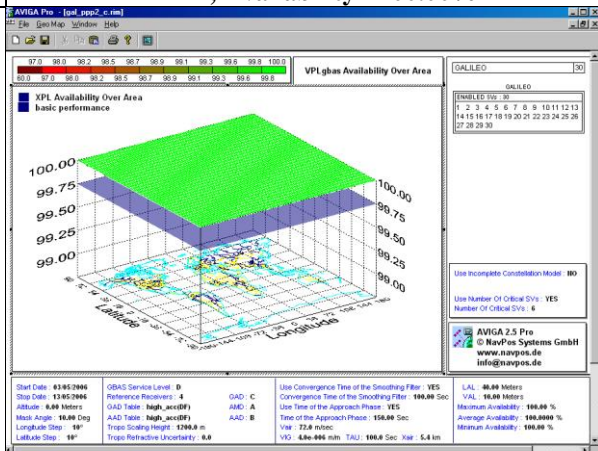 AVIGA Pro - [gal_ppp2_c.rim]
File Geo Map Window Help
97.0 98.0 98.2 98.5 98.7 98.9 99.1 99.3 99.6 99.8 100.0
60.0 97.0 98.0 98.2 98.5 98.7 98.9 99.1 99.3 99.6 99.8
VPLgbas Availability Over Area
GALILEO 30
GALILEO
ENABLED SVs : 30
1 2 3 4 5 6 7 8 9 10 11 12 13
14 15 16 17 18 19 20 21 22 23 24 25 26
27 28 29 30
XPL Availability Over Area
basic performance
100.00
99.75
99.50
99.25
99.00
100.00
99.75
99.50
99.25
99.00
Latitude
Longitude
-180 -144 -108 -72 -36 0 36 72 108 144 180
Use Incomplete Constellation Model : NO
Use Number Of Critical SVs : YES
Number Of Critical SVs : 6
AVIGA 2.5 Pro
© NavPos Systems GmbH
www.navpos.de
info@navpos.de
Start Date : 03/05/2006
Stop Date : 13/05/2006
Altitude : 0.00 Meters
Mask Angle : 10.00 Deg
Longitude Step : 10°
Latitude Step : 10°
GBAS Service Level : D
Reference Receivers : 4 GAD : C
GAD Table : high_acc(DF) AMD : A
AAD Table : high_acc(DF) AAD : B
Tropo Scaling Height : 1200.0 m
Tropo Refractive Uncertainty : 0.0
Use Convergence Time of the Smoothing Filter : YES
Convergence Time of the Smoothing Filter : 100.00 Sec
Use Time of the Approach Phase : YES
Time of the Approach Phase : 150.00 Sec
Vair : 72.0 m/sec
VIG : 4.0e-006 m/m TAU : 100.0 Sec Xair : 5.4 km
LAL : 40.00 Meters
VAL : 10.00 Meters
Maximum Availability : 100.00 %
Average Availability : 100.0000 %
Minimum Availability : 100.00 %